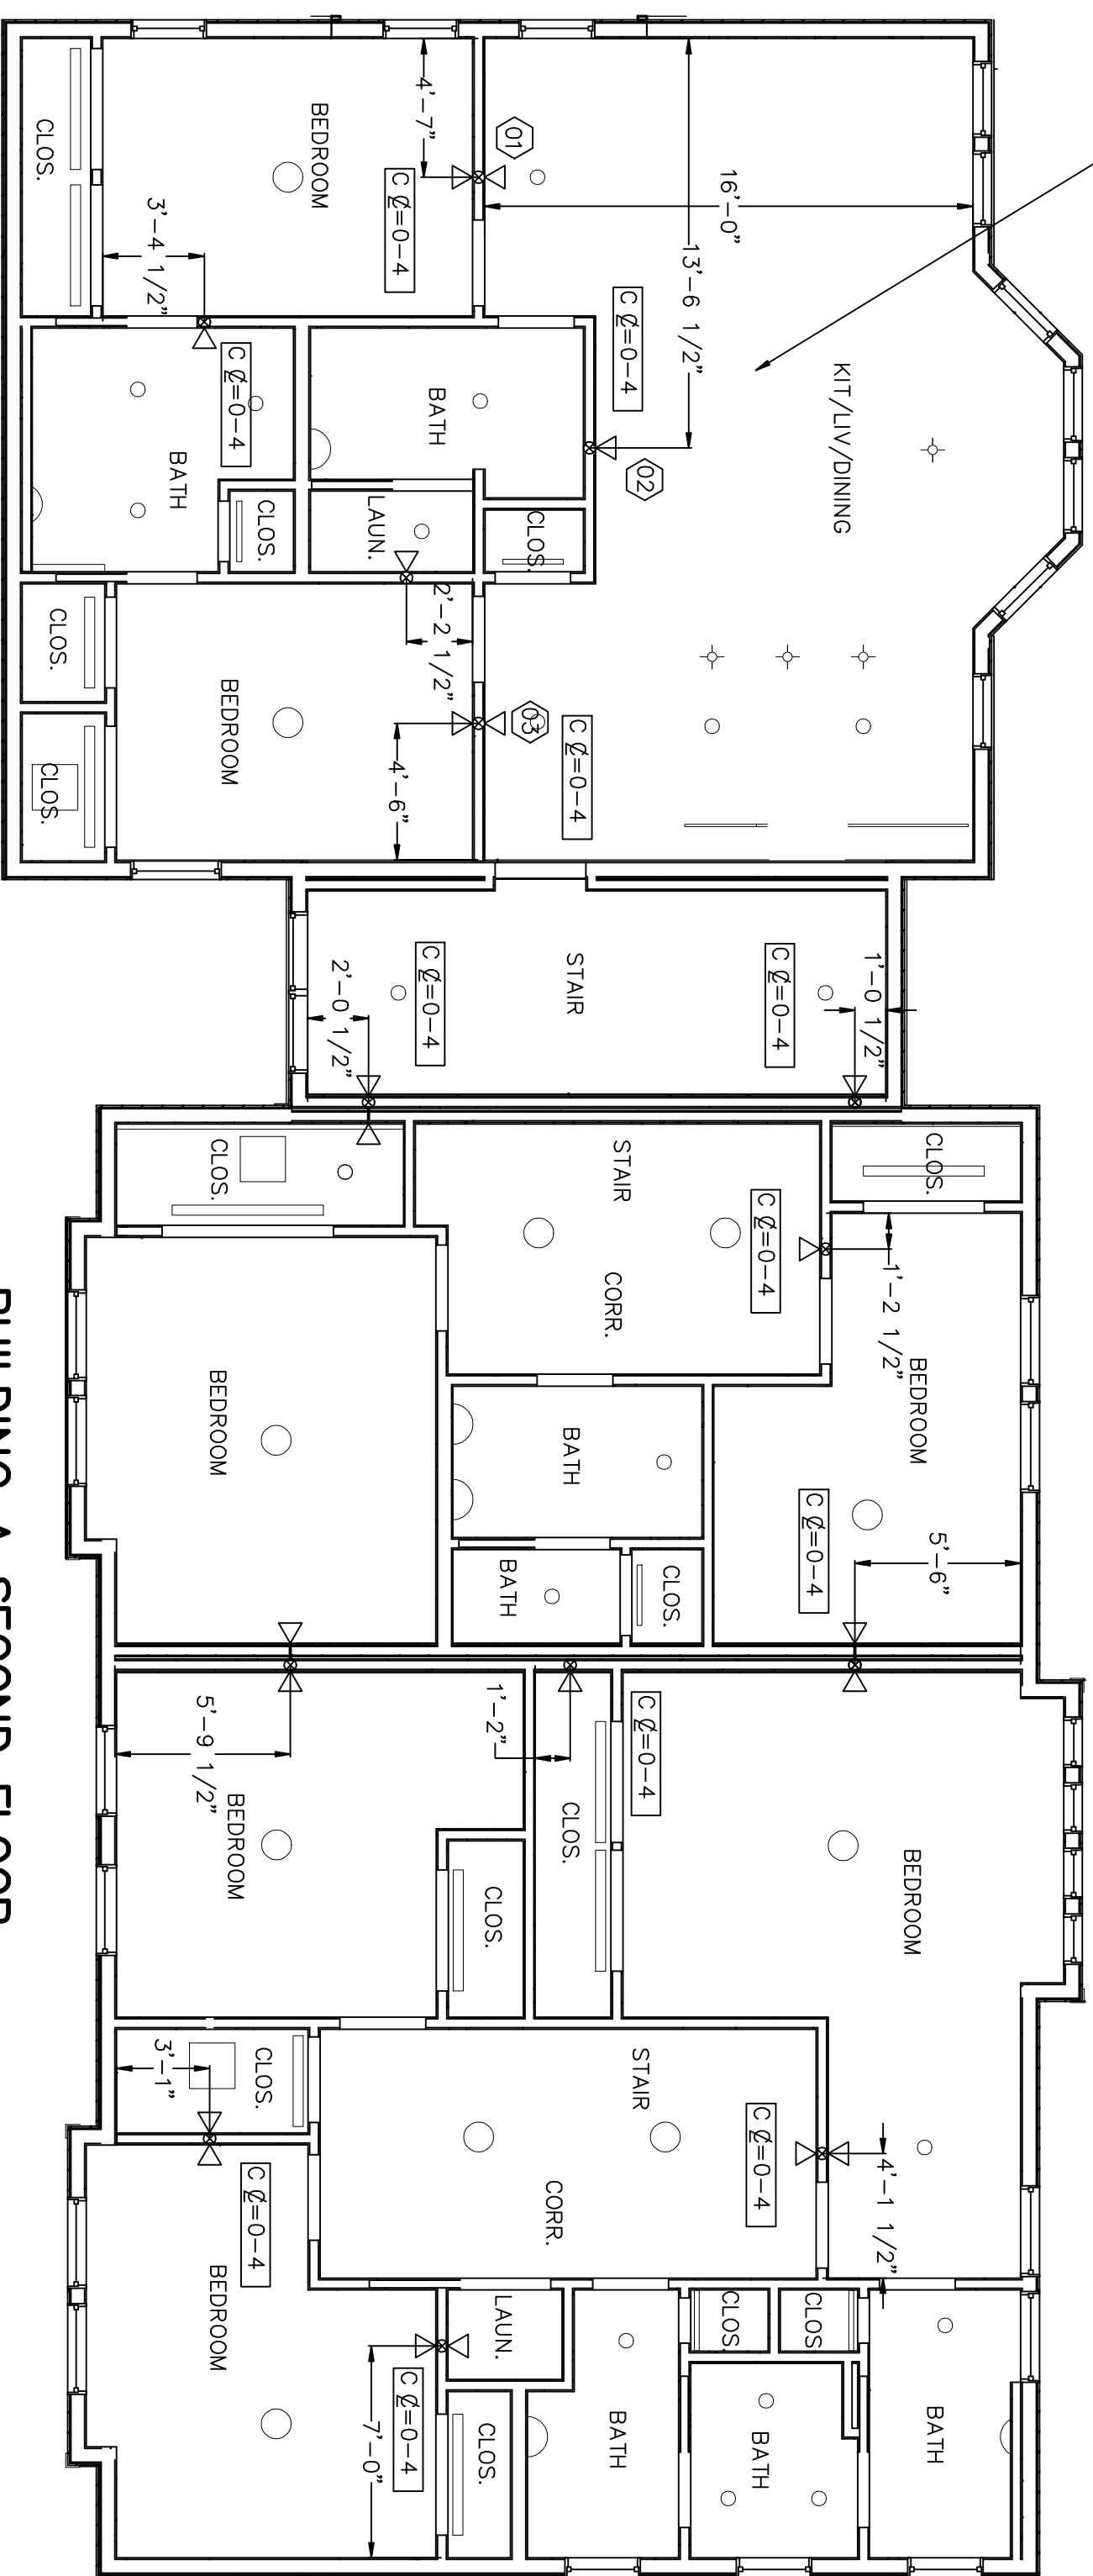 CLOS.
BEDROOM
4'-7"
01
C ₵=0-4
3'-4 1/2"
16'-0"
13'-6 1/2"
C ₵=0-4
KIT/LIV/DINING
C ₵=0-4
BATH
BATH
02
CLOS.
LAUN.
CLOS.
CLOS.
BEDROOM
2'-2 1/2"
03
C ₵=0-4
4'-6"
CLOS.
STAIR
C ₵=0-4
C ₵=0-4
2'-0 1/2"
1'-0 1/2"
CLOS.
STAIR
CLOS.
C ₵=0-4
CORR.
1'-2 1/2"
BEDROOM
BEDROOM
BATH
C ₵=0-4
5'-6"
BATH
CLOS.
5'-9 1/2"
1'-2"
C ₵=0-4
BEDROOM
CLOS.
BEDROOM
CLOS.
3'-1"
CLOS.
STAIR
C ₵=0-4
4'-1 1/2"
C ₵=0-4
CORR.
BEDROOM
LAUN.
CLOS.
CLOS
C ₵=0-4
7'-0"
CLOS.
BATH
BATH
BATH
BUILDING A SECOND FLOOR